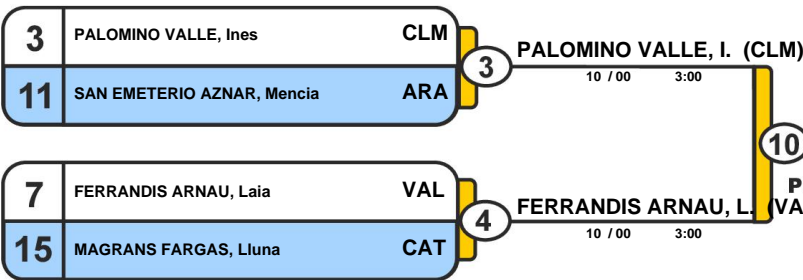 3 PALOMINO VALLE, Ines CLM
11 SAN EMETERIO AZNAR, Mencia ARA
3 PALOMINO VALLE, I. (CLM)
10 / 00 3:00
10
P
7 FERRANDIS ARNAU, Laia VAL
15 MAGRANS FARGAS, Lluna CAT
4 FERRANDIS ARNAU, L. (VA
10 / 00 3:00